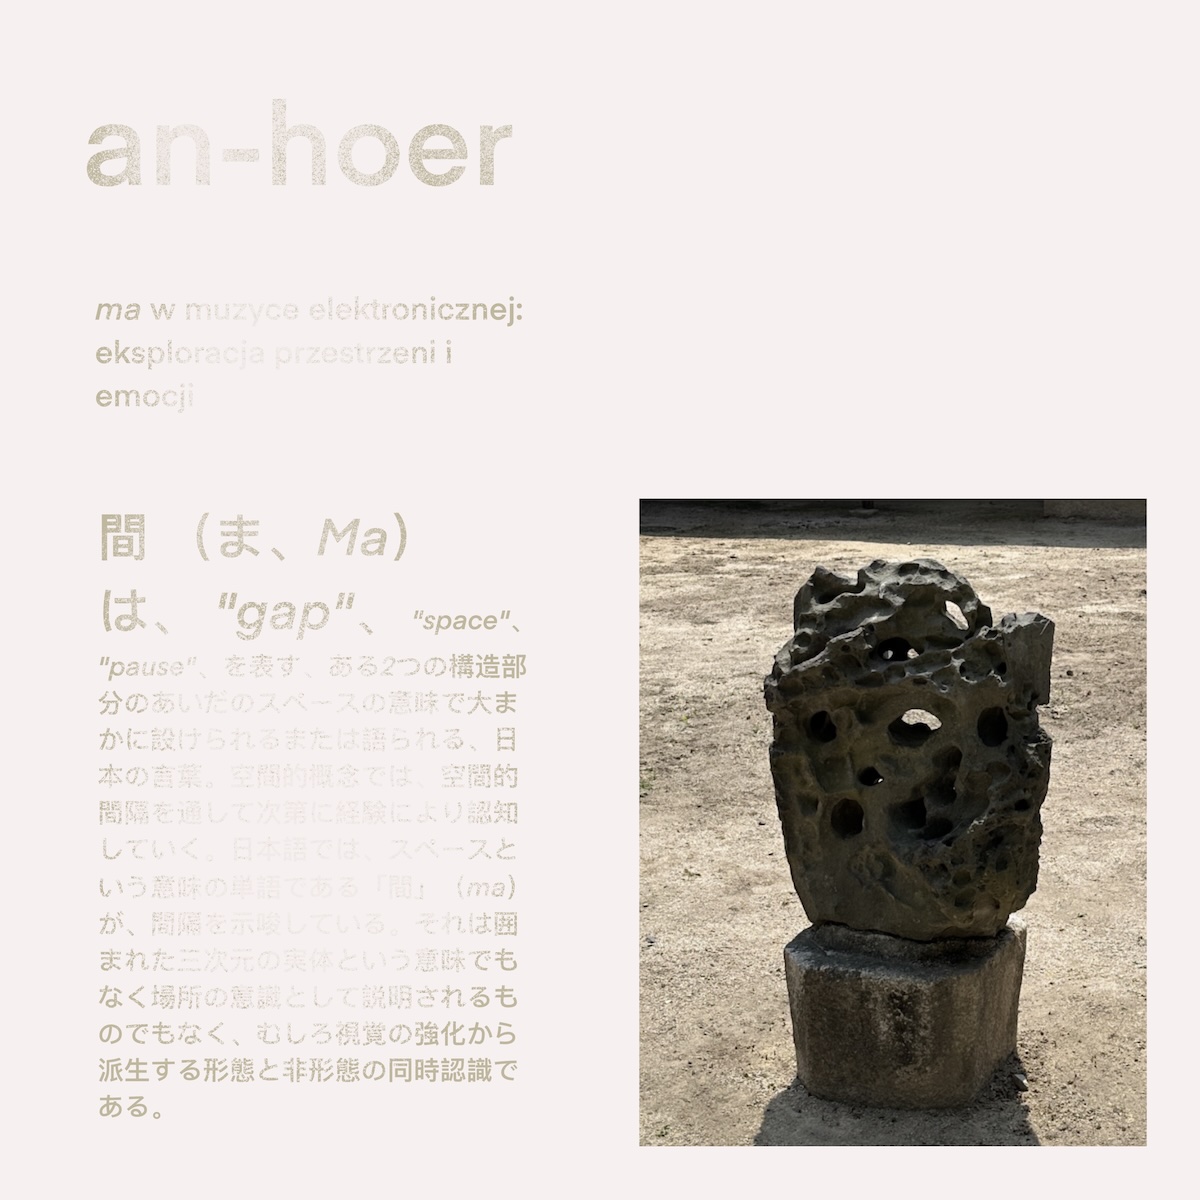 an-hoer
ma w muzyce elektronicznej:
eksploracja przestrzeni i
emocji
間 （ま、Ma）
は、 "gap"、 "space"、
"pause"、を表す、ある2つの構造部
分のあいだのスペースの意味で大ま
かに設けられるまたは語られる、日
本の言葉。空間的概念では、空間的
間隔を通して次第に経験により認知
していく。日本語では、スペースと
いう意味の単語である「間」（ma）
が、間隔を示唆している。それは囲
まれた三次元の実体という意味でも
なく場所の意識として説明されるも
のでもなく、むしろ視覚の強化から
派生する形態と非形態の同時認識で
ある。